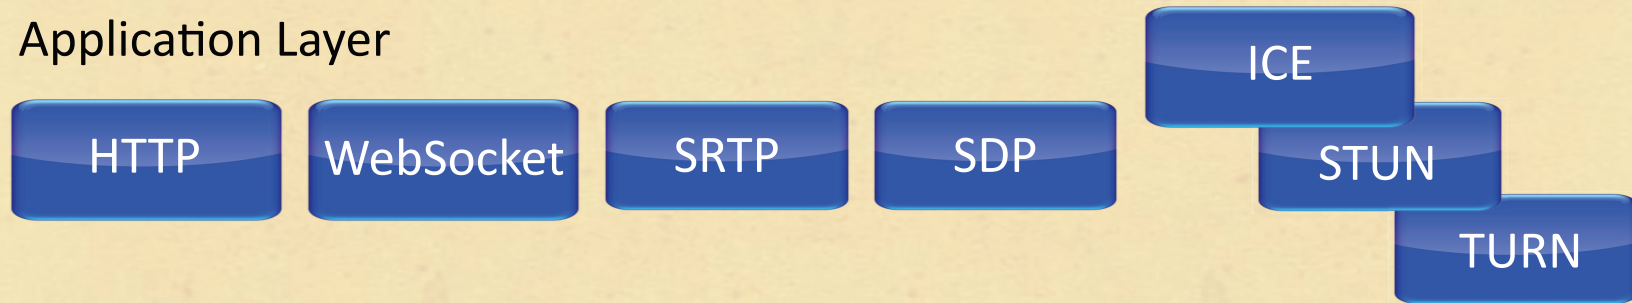 Application Layer
HTTP
WebSocket
SRTP
SDP
ICE
STUN
TURN